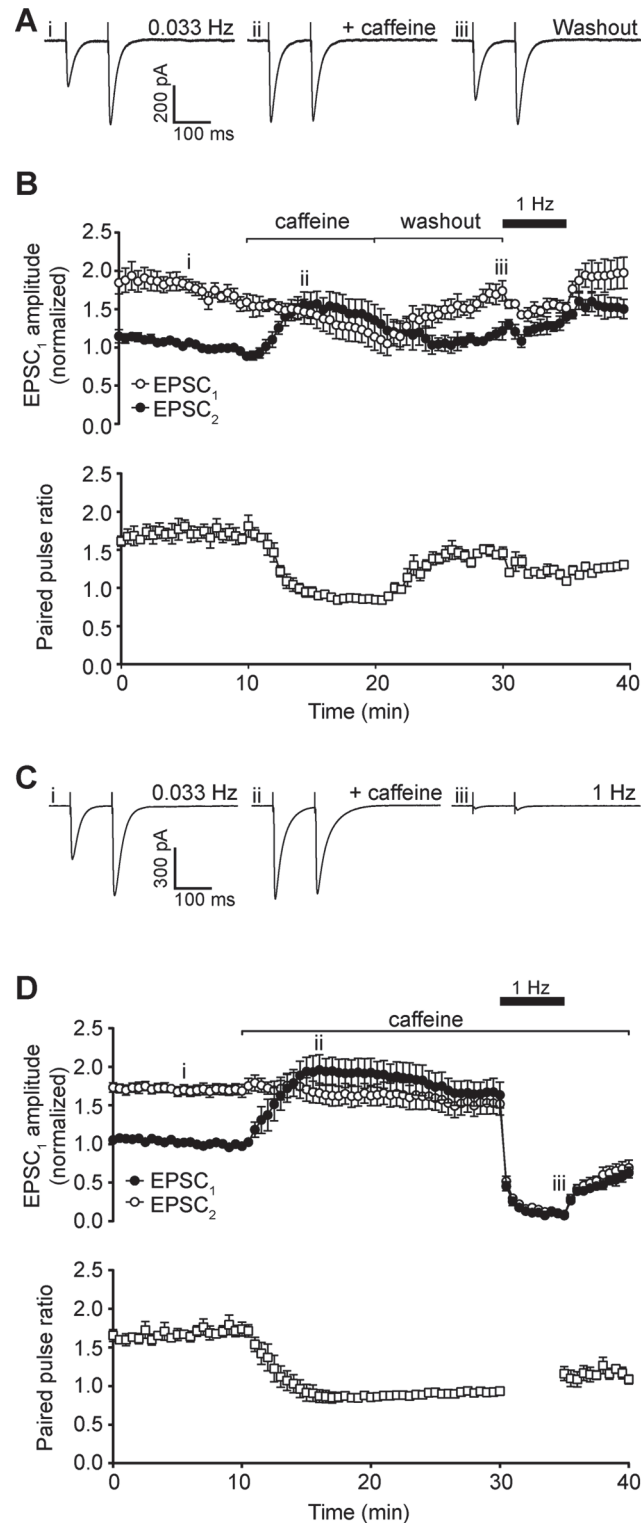 A
i
0.033 Hz
200 pA
100 ms
ii
+ caffeine
iii
Washout
B
1 Hz
caffeine
washout
i
ii
iii
EPSC1 amplitude
(normalized)
2.5
2.0
1.5
1.0
0.5
0.0
EPSC1
EPSC2
Paired pulse ratio
2.5
2.0
1.5
1.0
0.5
0.0
0
10
20
30
40
Time (min)
C
i
0.033 Hz
300 pA
100 ms
ii
+ caffeine
iii
1 Hz
D
1 Hz
caffeine
i
ii
iii
EPSC1 amplitude
(normalized)
2.5
2.0
1.5
1.0
0.5
0.0
EPSC1
EPSC2
Paired pulse ratio
2.5
2.0
1.5
1.0
0.5
0.0
0
10
20
30
40
Time (min)